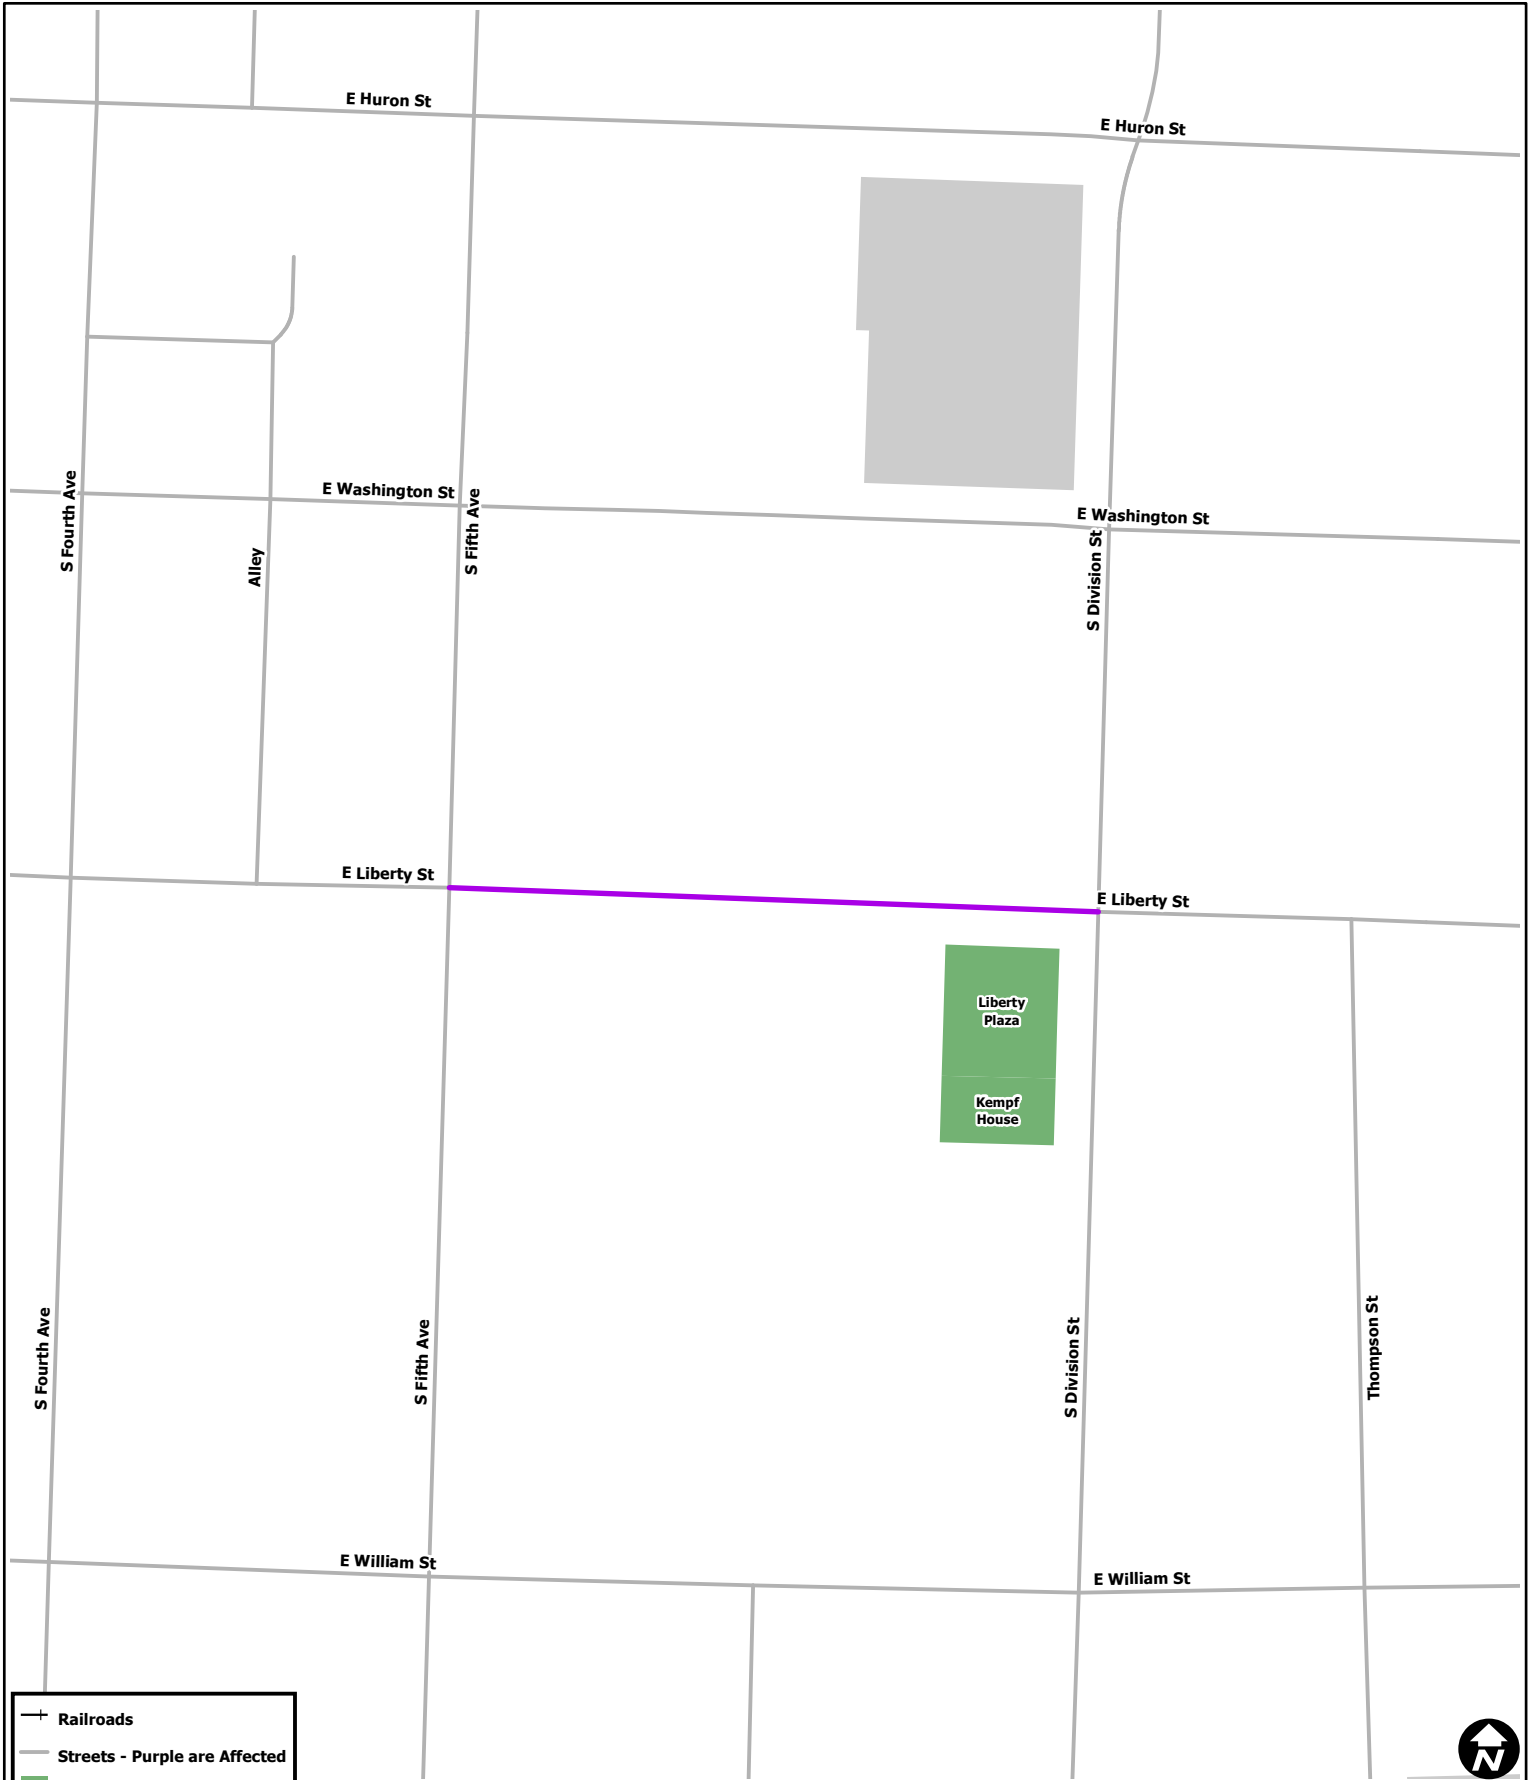 E Huron St
E Huron St
S Fourth Ave
E Washington St
S Fifth Ave
E Washington St
Alley
S Division St
E Liberty St
E Liberty St
Liberty
Plaza
Kempf
House
S Fourth Ave
S Fifth Ave
S Division St
Thompson St
E William St
E William St
Railroads
Streets - Purple are Affected
N